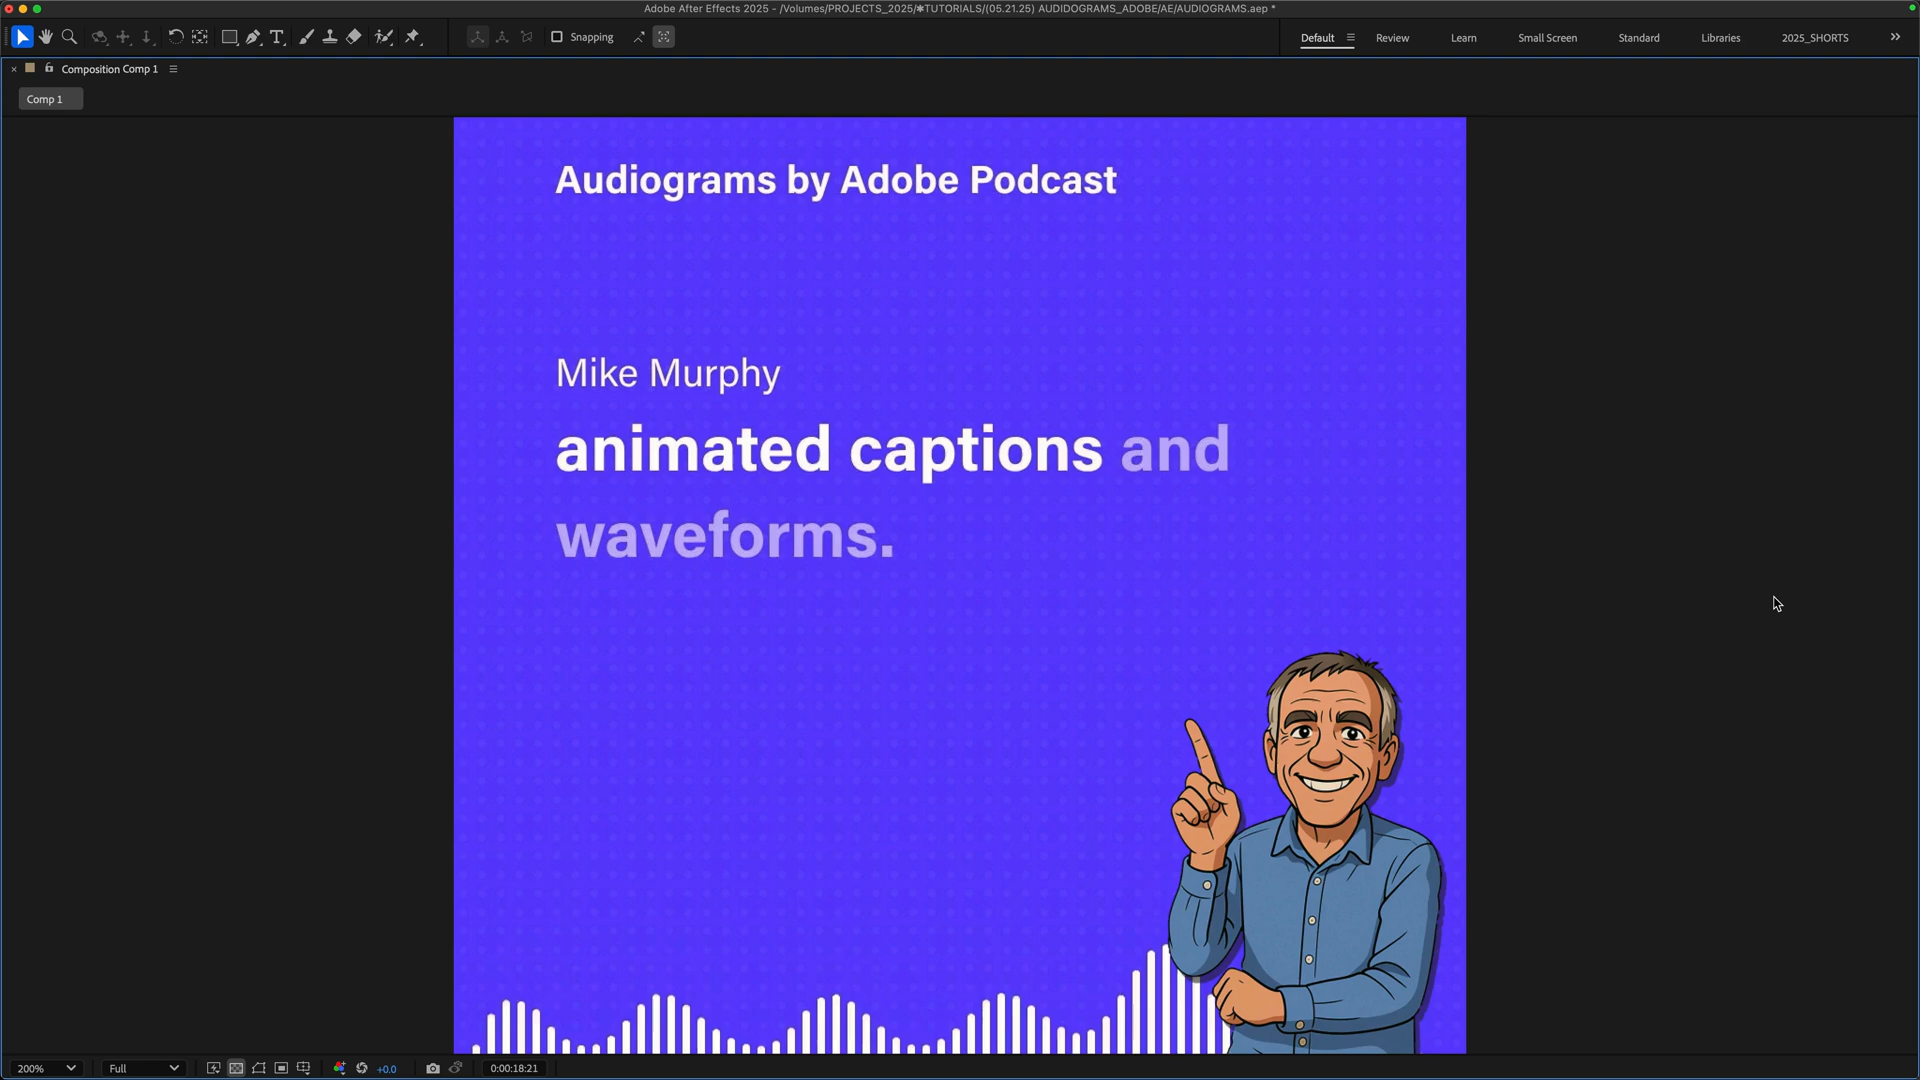 Adobe After Effects 2025 - /Volumes/PROJECTS_2025/✱TUTORIALS/(05.21.25) AUDIDOGRAMS_ADOBE/AE/AUDIOGRAMS.aep *
Snapping
Default
Review
Learn
Small Screen
Standard
Libraries
2025_SHORTS
Composition Comp 1
Comp 1
Audiograms by Adobe Podcast
Mike Murphy
animated captions and
waveforms.
200%
Full
+0.0
0:00:18:21